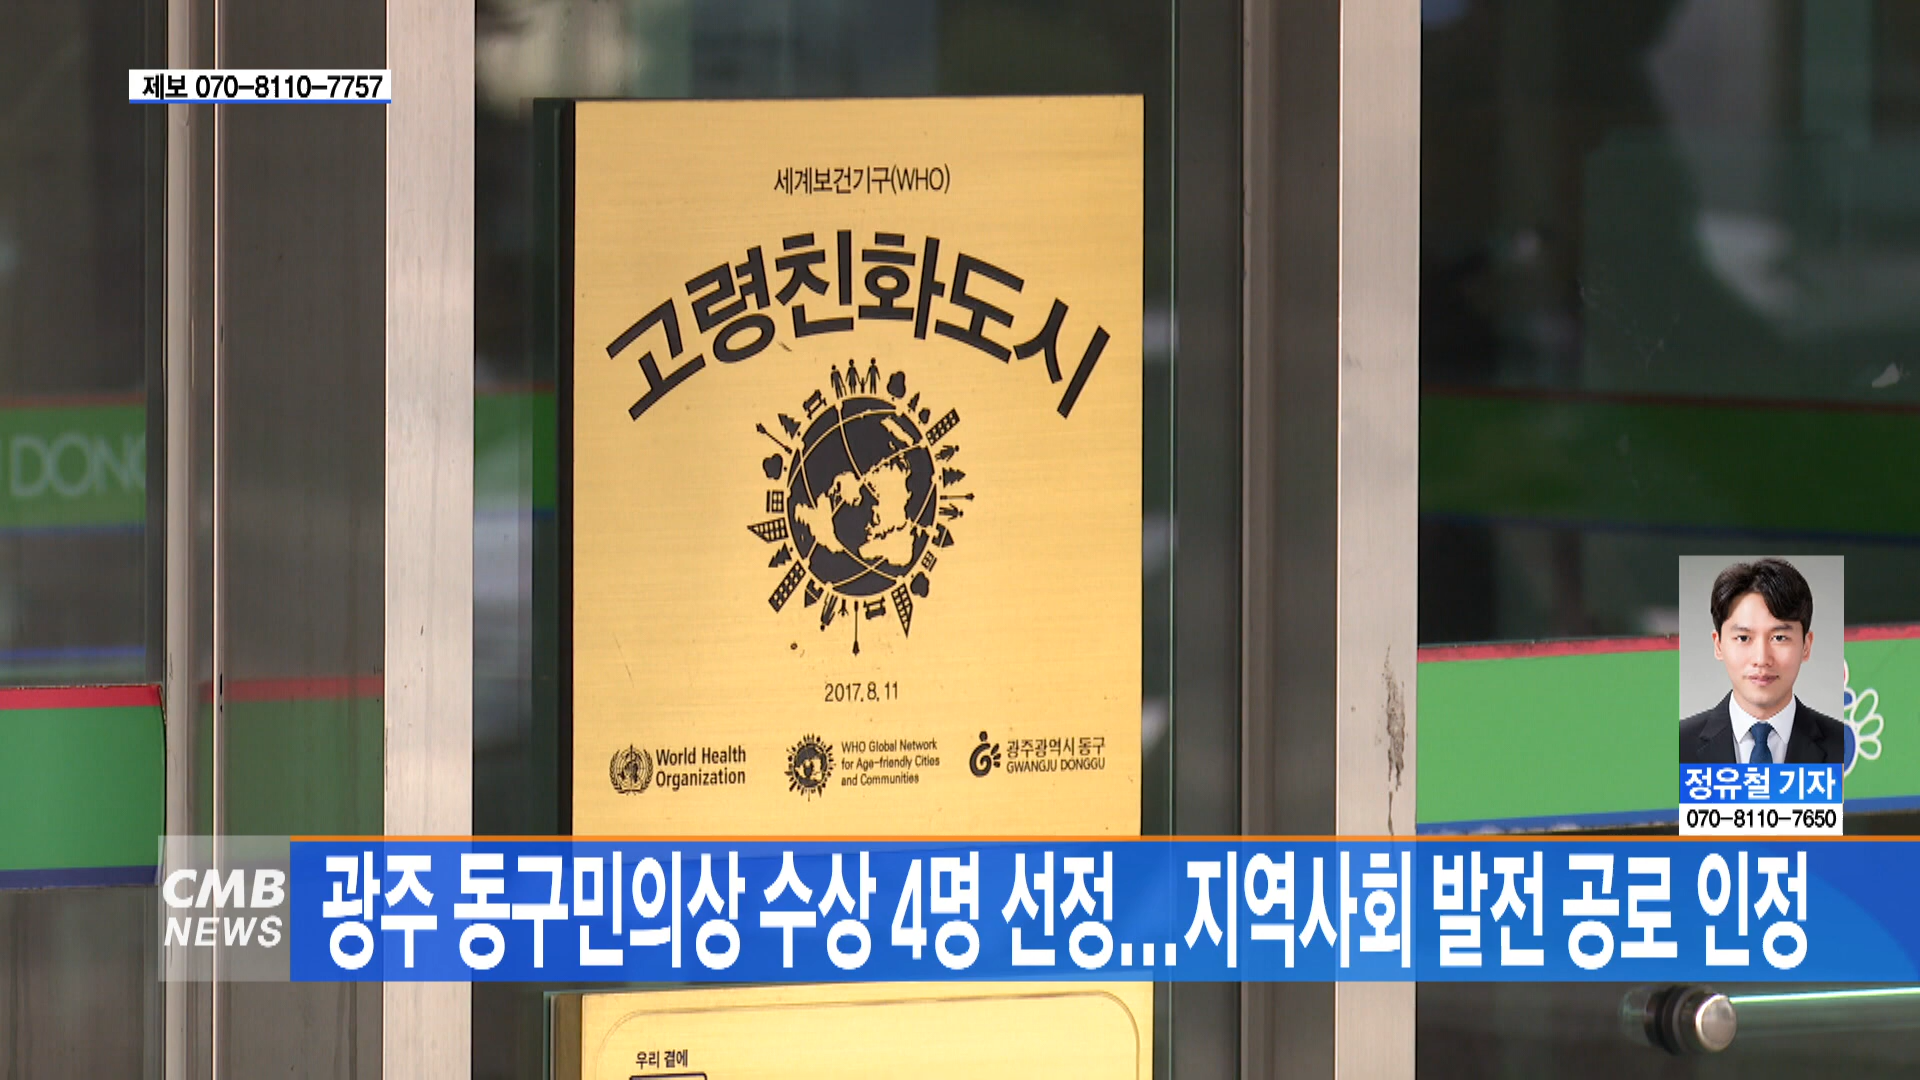 제보 070-8110-7757
세계보건기구(WHO)
고령친화도시
2017. 8. 11
World Health
Organization
WHO Global Network
for Age-friendly Cities
and Communities
광주광역시 동구
GWANGJU DONGGU
DONG
정유철 기자
070-8110-7650
CMB
NEWS
광주 동구민의상 수상 4명 선정...지역사회 발전 공로 인정
우리 곁에